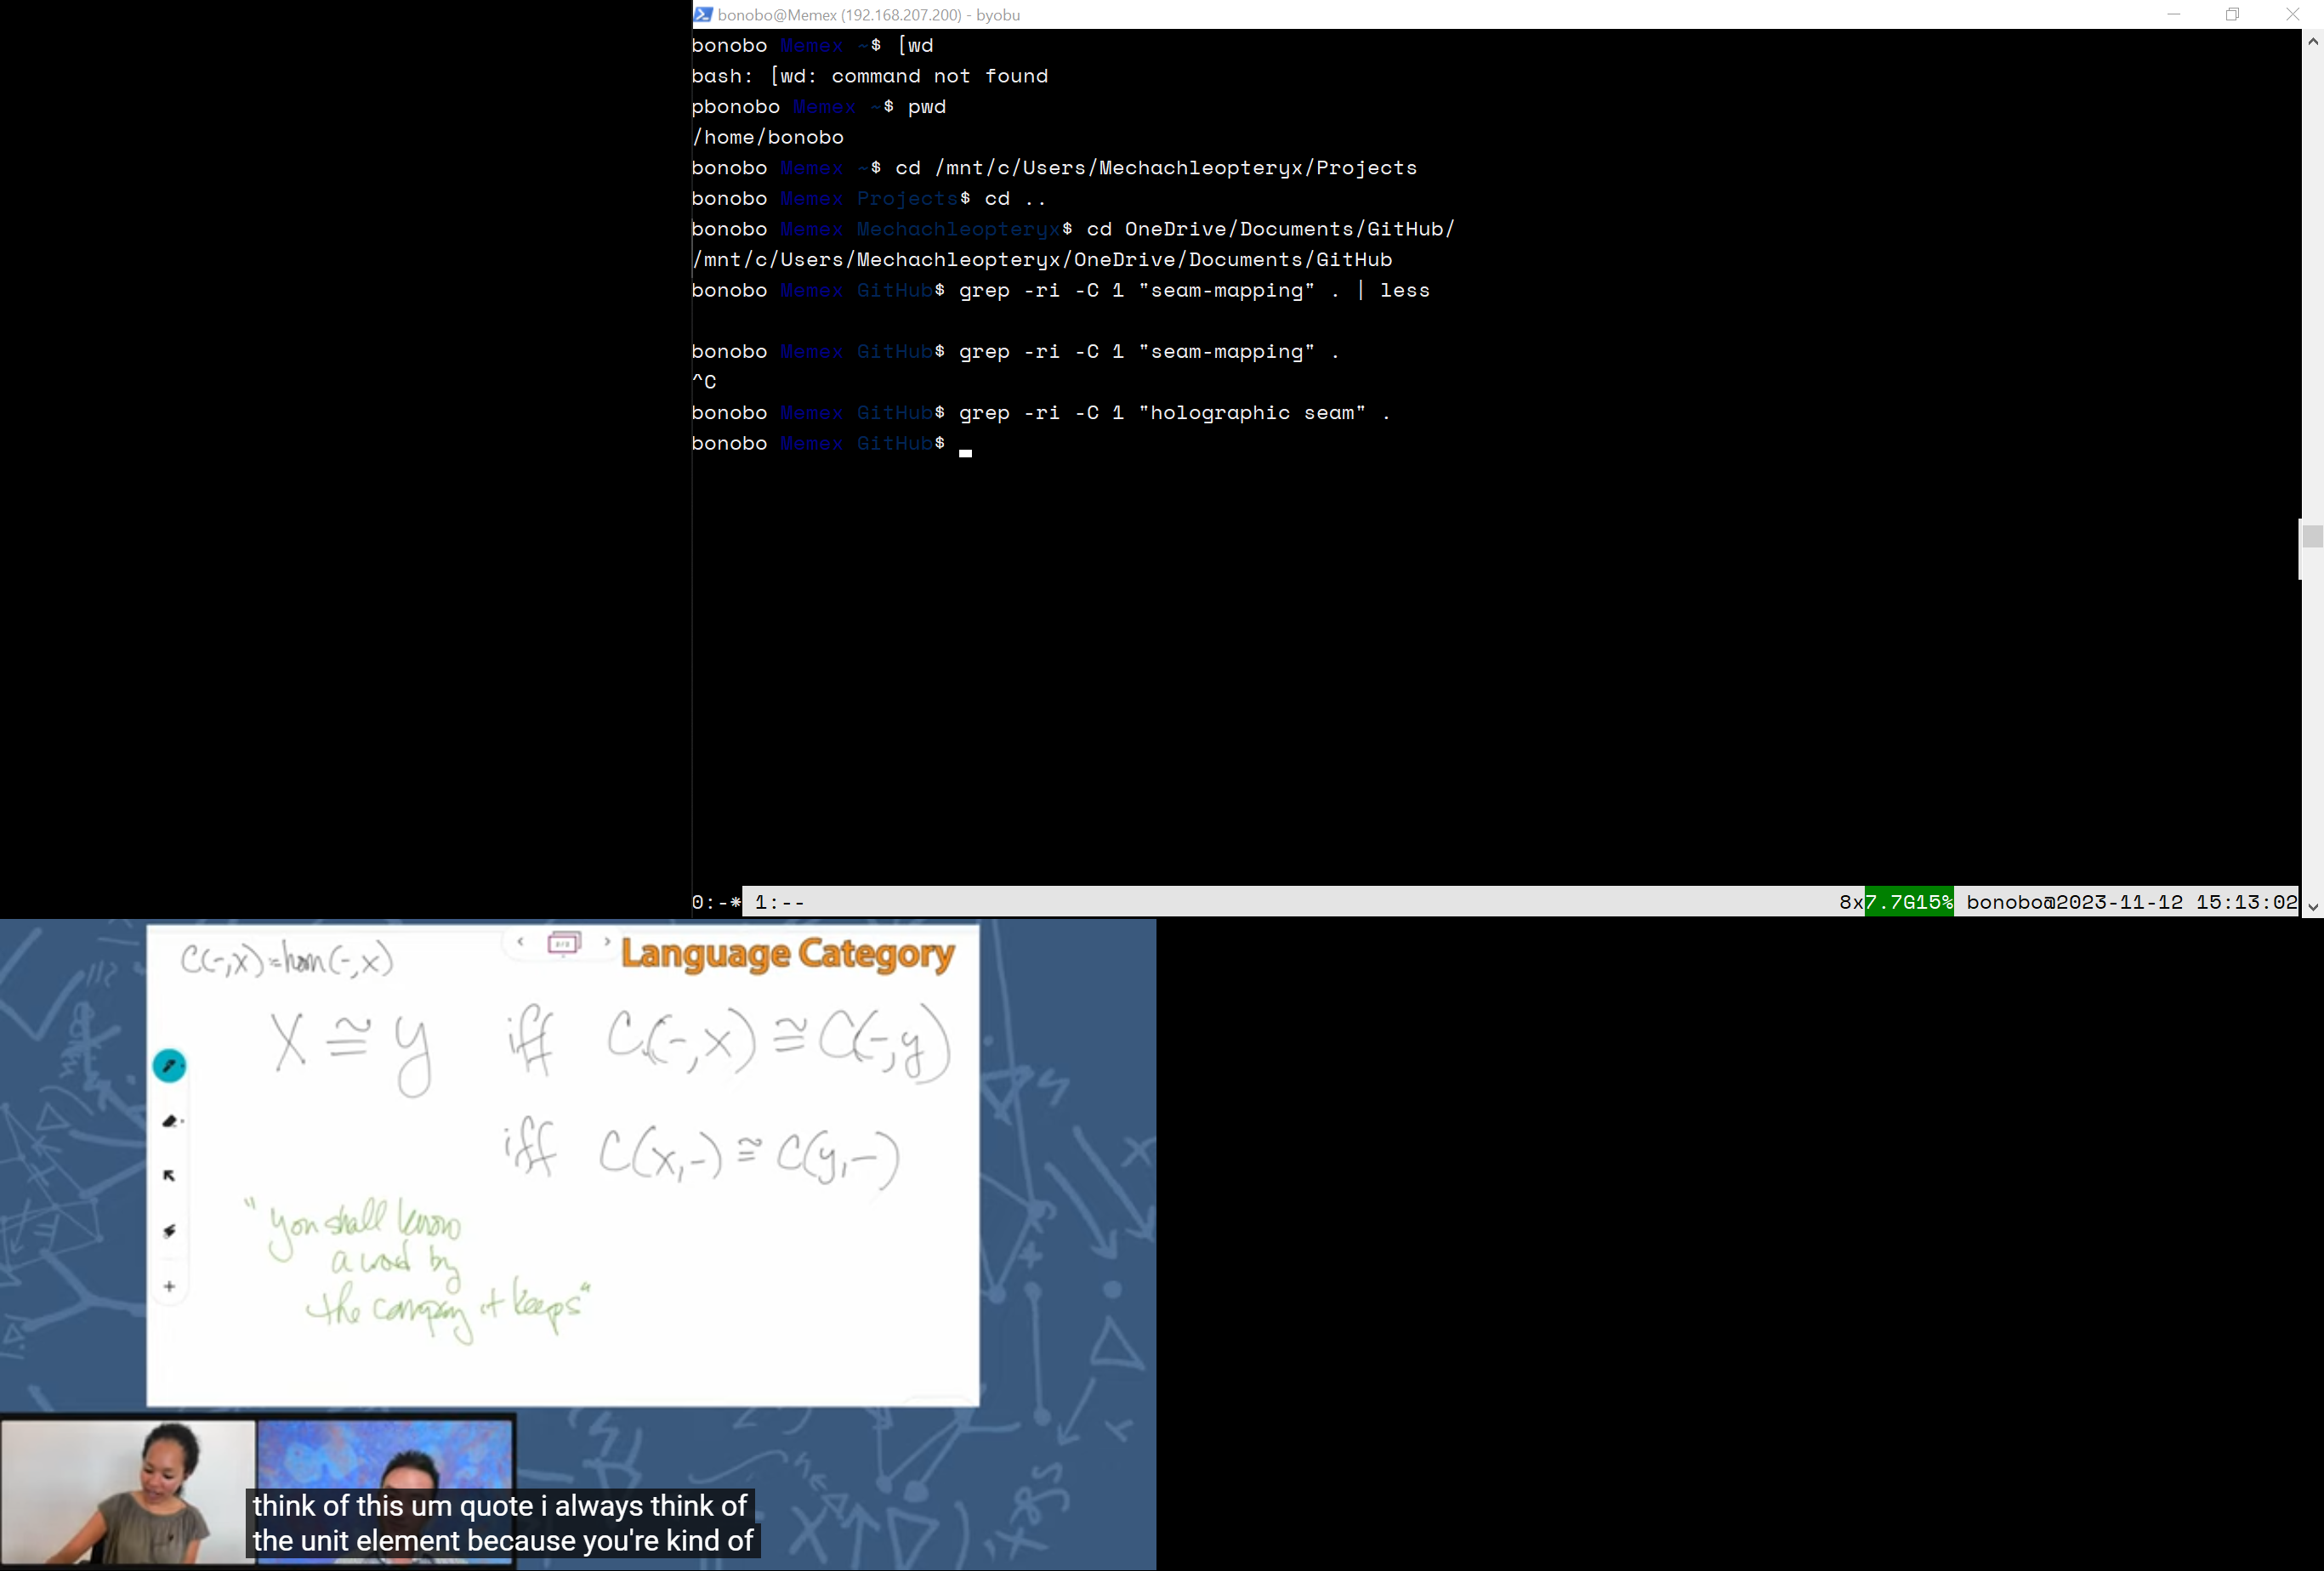 bonobo@Memex (192.168.207.200) - byobu
bonobo Memex ~$ [wd
bash: [wd: command not found
pbonobo Memex ~$ pwd
/home/bonobo
bonobo Memex ~$ cd /mnt/c/Users/Mechachleopteryx/Projects
bonobo Memex Projects$ cd ..
bonobo Memex Mechachleopteryx$ cd OneDrive/Documents/GitHub/
/mnt/c/Users/Mechachleopteryx/OneDrive/Documents/GitHub
bonobo Memex GitHub$ grep -ri -C 1 "seam-mapping" . | less
bonobo Memex GitHub$ grep -ri -C 1 "seam-mapping" .
^C
bonobo Memex GitHub$ grep -ri -C 1 "holographic seam" .
bonobo Memex GitHub$
0:-* 1:-- 8x7.7G15% bonobo@2023-11-12 15:13:02
Language Category
C(-,x)=hom(-,x)
X ≅ y iff C(-,x) ≅ C(-,y)
iff C(x,-) ≅ C(y,-)
"you shall know
a word by
the company it keeps"
think of this um quote i always think of
the unit element because you're kind of